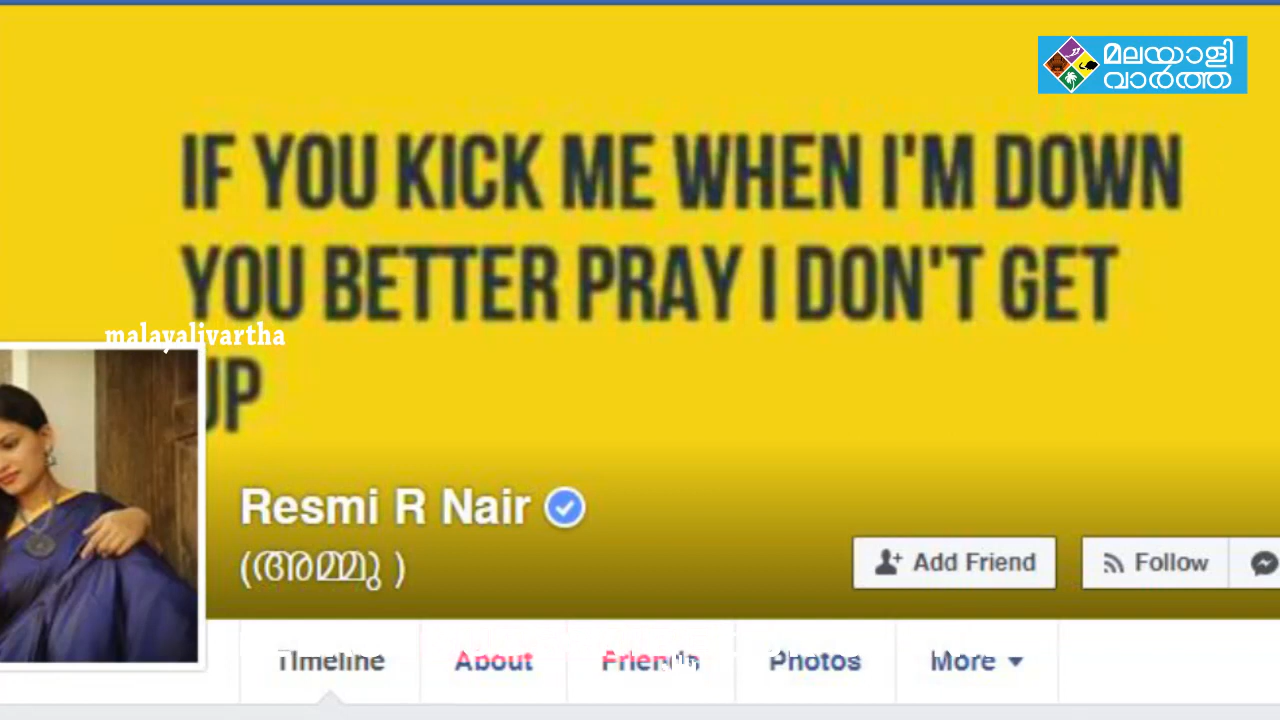 മലയാളി
വാർത്ത
IF YOU KICK ME WHEN I'M DOWN
YOU BETTER PRAY I DON'T GET
UP
malayalivartha
Resmi R Nair
(അമ്മു )
Add Friend
Follow
Timeline
About
Friends
Photos
More